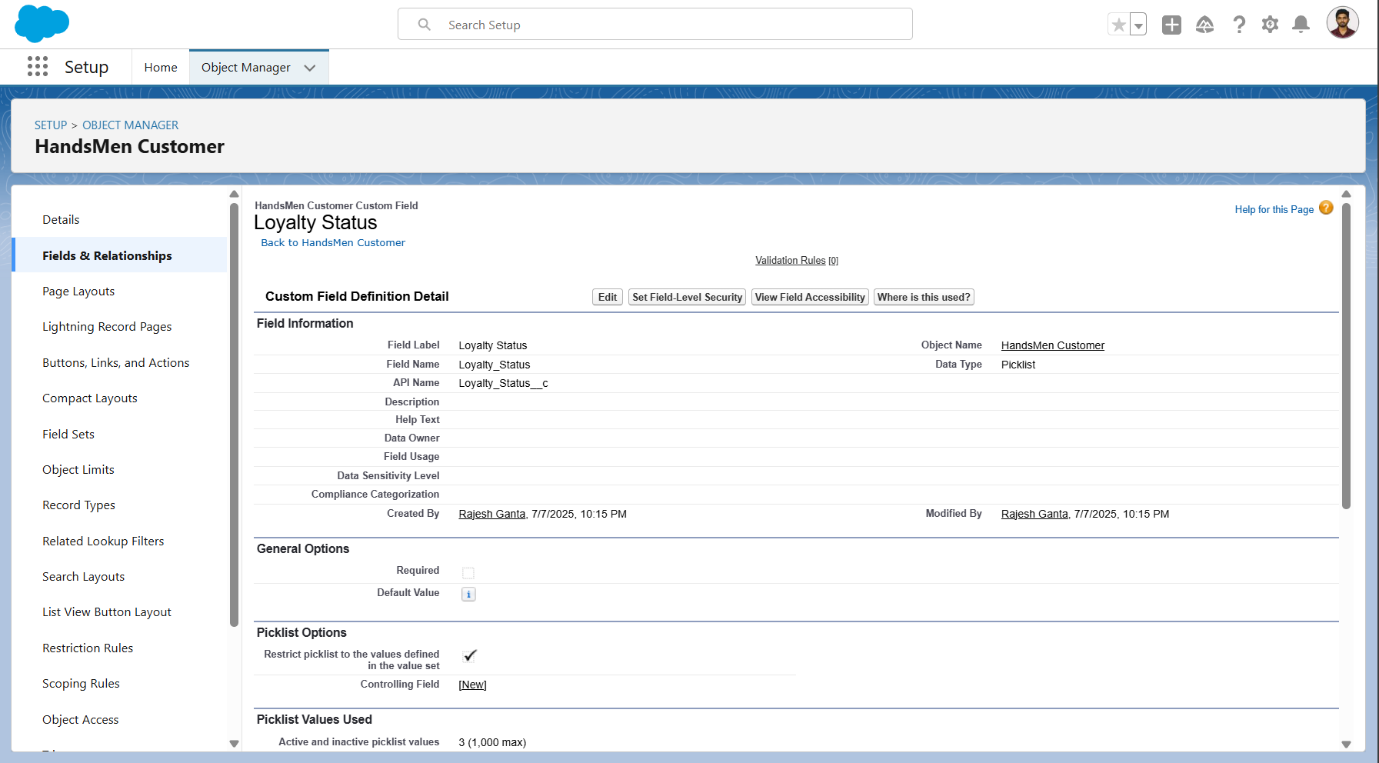 Search Setup
Setup
Home
Object Manager
SETUP > OBJECT MANAGER
HandsMen Customer
Details
Fields & Relationships
Page Layouts
Lightning Record Pages
Buttons, Links, and Actions
Compact Layouts
Field Sets
Object Limits
Record Types
Related Lookup Filters
Search Layouts
List View Button Layout
Restriction Rules
Scoping Rules
Object Access
HandsMen Customer Custom Field
Loyalty Status
Back to HandsMen Customer
Help for this Page ?
Validation Rules [0]
Custom Field Definition Detail Edit Set Field-Level Security View Field Accessibility Where is this used?
Field Information
Field Label Loyalty Status Object Name HandsMen Customer
Field Name Loyalty_Status Data Type Picklist
API Name Loyalty_Status__c
Description
Help Text
Data Owner
Field Usage
Data Sensitivity Level
Compliance Categorization
Created By Rajesh Ganta, 7/7/2025, 10:15 PM Modified By Rajesh Ganta, 7/7/2025, 10:15 PM
General Options
Required
Default Value i
Picklist Options
Restrict picklist to the values defined
in the value set
Controlling Field [New]
Picklist Values Used
Active and inactive picklist values 3 (1,000 max)